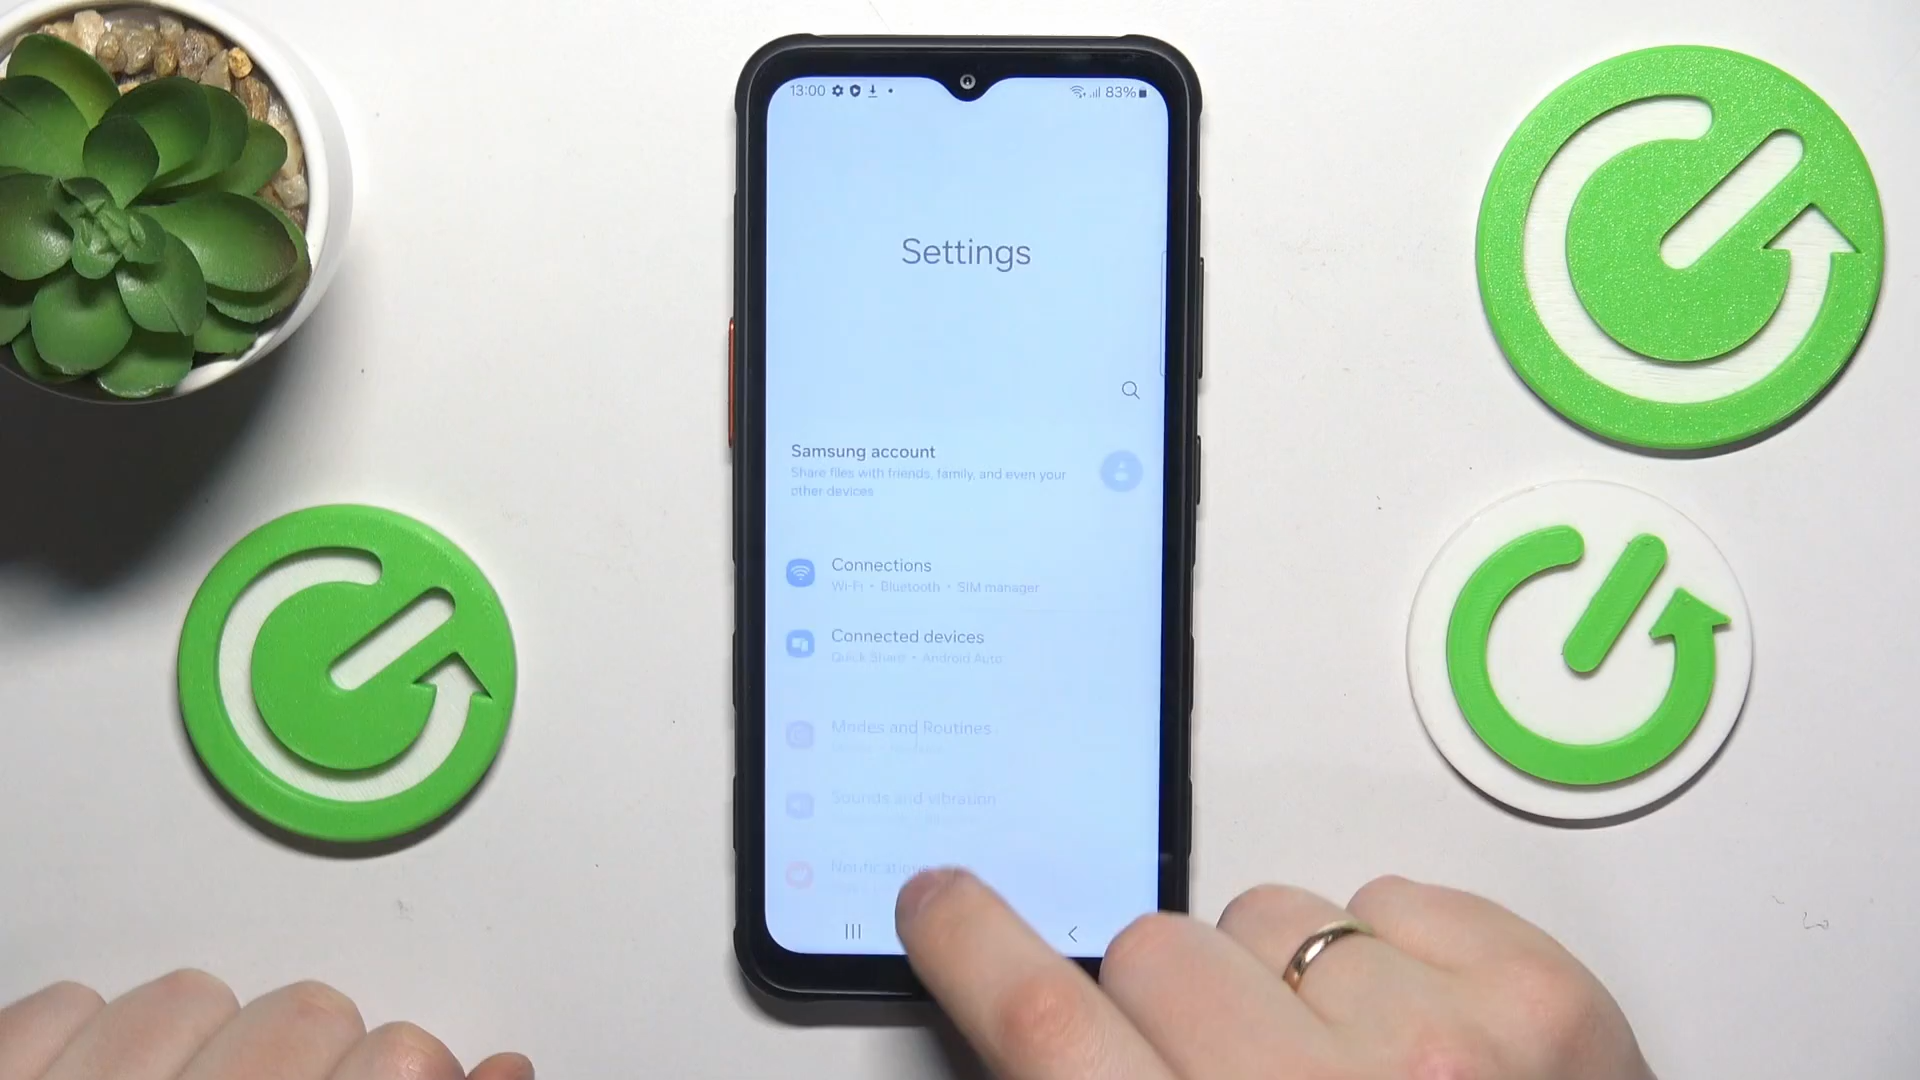 13:00
83%
Settings
Samsung account
Share files with friends, family, and even your
other devices
Connections
Wi-Fi • Bluetooth • SIM manager
Connected devices
Quick Share • Android Auto
Modes and Routines
Sounds and vibration
Notifications